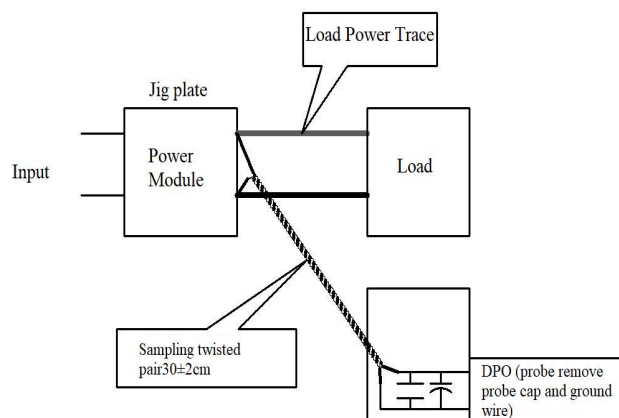 Load Power Trace
Jig plate
Input
Power
Module
Load
Sampling twisted
pair30±2cm
DPO (probe remove
probe cap and ground
wire)